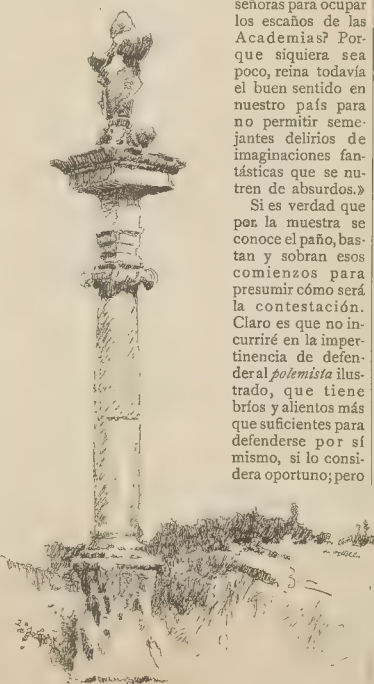 señoras para ocupar
los escaños de las
Academias? Por-
que siquiera sea
poco, reina todavía
el buen sentido en
nuestro país para
no permitir seme-
jantes delirios de
imaginaciones fan-
tásticas que se nu-
tren de absurdos.»
Si es verdad que
por la muestra se
conoce el paño, bas-
tan y sobran esos
comienzos para
presumir cómo será
la contestación.
Claro es que no in-
curriré en la imper-
tinencia de defen-
der al polemista ilus-
trado, que tiene
bríos y alientos más
que suficientes para
defenderse por sí
mismo, si lo consi-
dera oportuno; pero